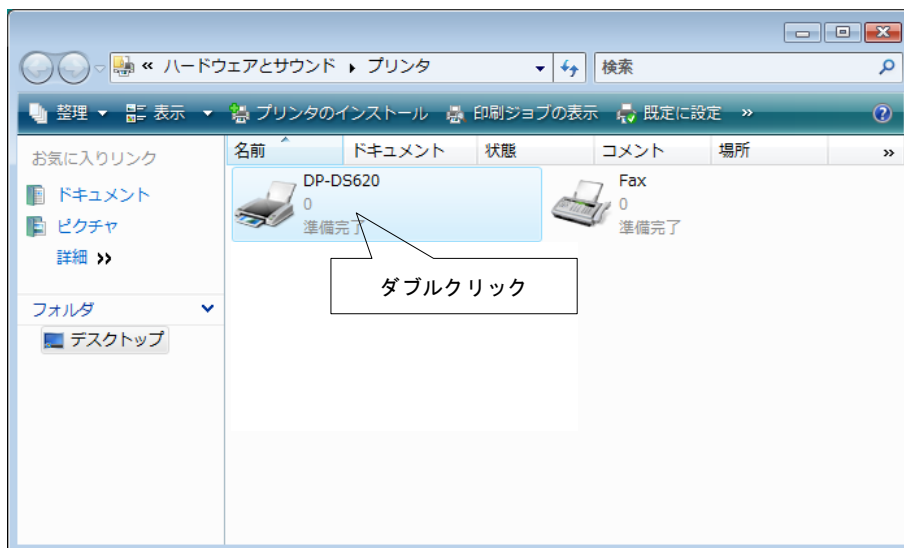 « ハードウェアとサウンド ▸ プリンタ
検索
整理 表示 プリンタのインストール 印刷ジョブの表示 既定に設定 »
お気に入りリンク
ドキュメント
ピクチャ
詳細 »
フォルダ
デスクトップ
名前 ドキュメント 状態 コメント 場所 »
DP-DS620
0
準備完了
Fax
0
準備完了
ダブルクリック